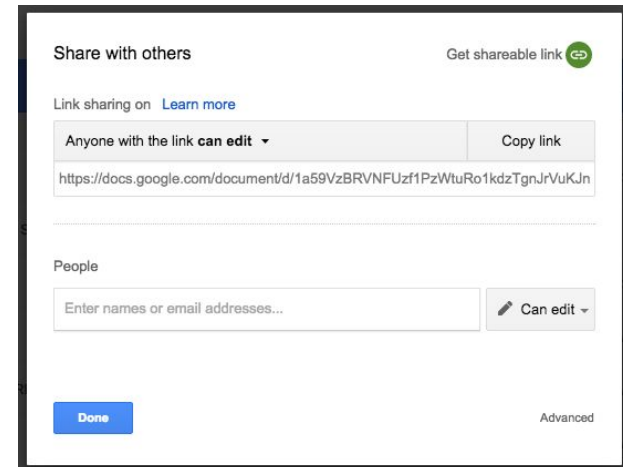 Share with others
Get shareable link
Link sharing on Learn more
Anyone with the link can edit
Copy link
https://docs.google.com/document/d/1a59VzBRVNFUzf1PzWtuRo1kdzTgnJrVuKJn
People
Enter names or email addresses...
Can edit
Done
Advanced